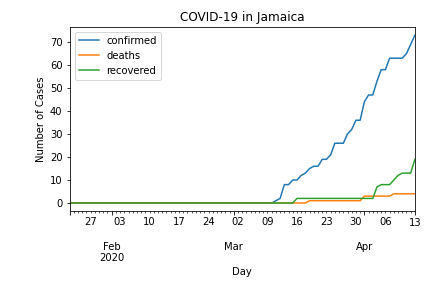 COVID-19 in Jamaica
confirmed
deaths
recovered
Number of Cases
70
60
50
40
30
20
10
0
27 03 10 17 24 02 09 16 23 30 06 13
Feb Mar Apr
2020
Day